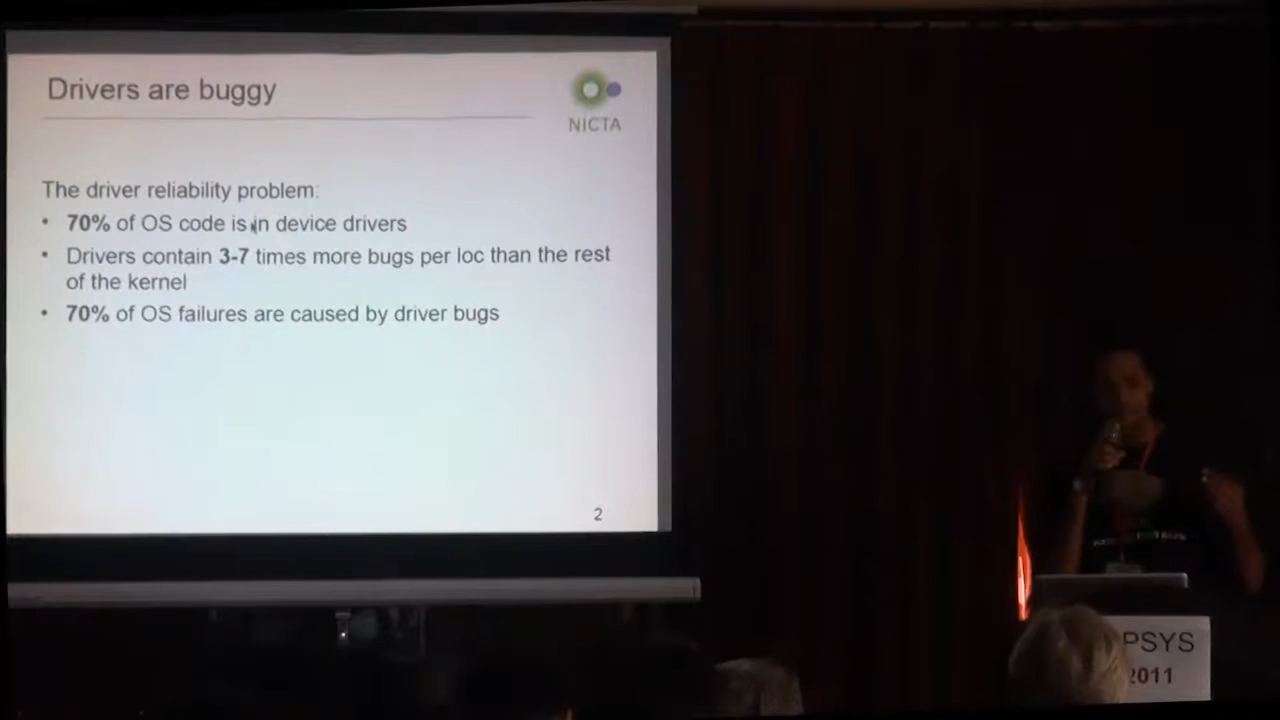 Drivers are buggy
NICTA
The driver reliability problem:
• 70% of OS code is in device drivers
• Drivers contain 3-7 times more bugs per loc than the rest
of the kernel
• 70% of OS failures are caused by driver bugs
2
PSYS
2011